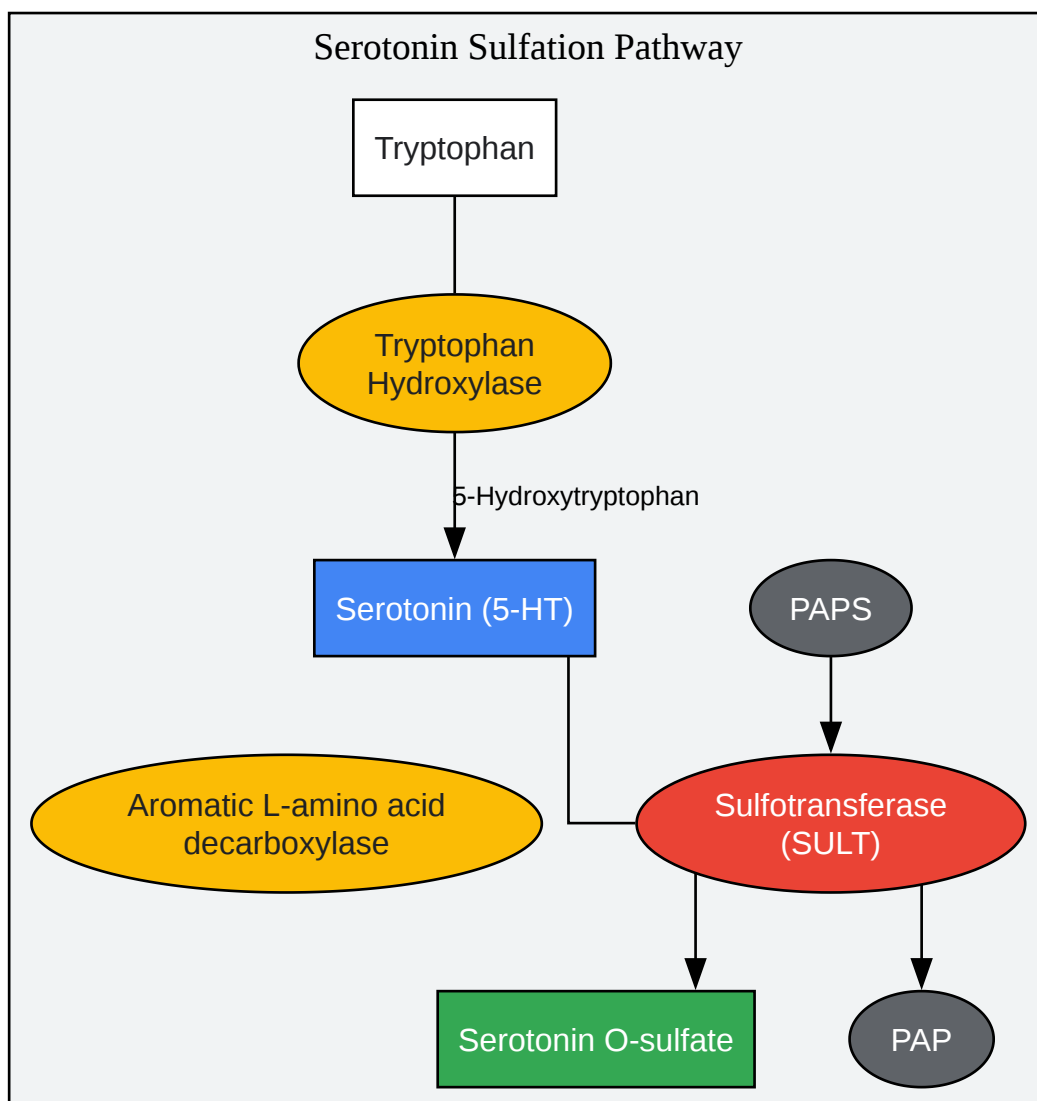 Serotonin Sulfation Pathway
Tryptophan
Tryptophan
Hydroxylase
5-Hydroxytryptophan
Serotonin (5-HT)
PAPS
Aromatic L-amino acid
decarboxylase
Sulfotransferase
(SULT)
Serotonin O-sulfate
PAP